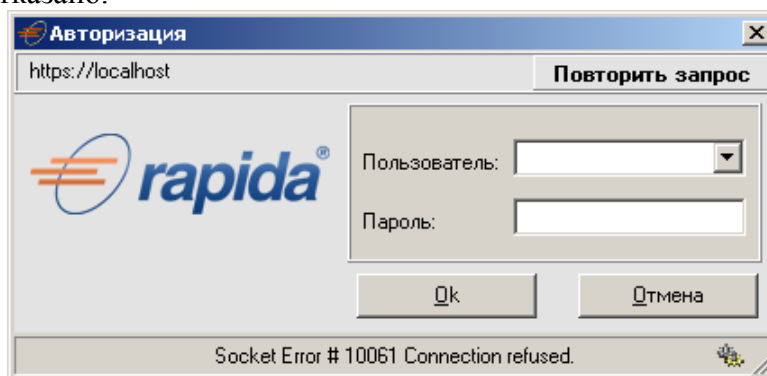 Авторизация
https://localhost
Повторить запрос
rapida®
Пользователь:
Пароль:
Ok
Отмена
Socket Error # 10061 Connection refused.